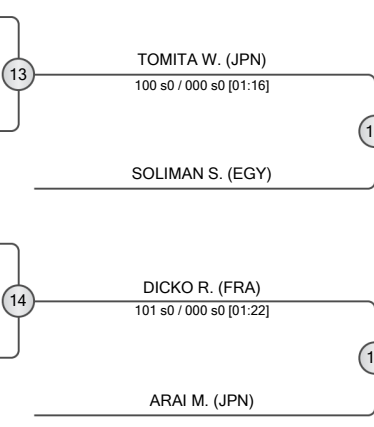 13
TOMITA W. (JPN)
100 s0 / 000 s0 [01:16]
SOLIMAN S. (EGY)
14
DICKO R. (FRA)
101 s0 / 000 s0 [01:22]
ARAI M. (JPN)